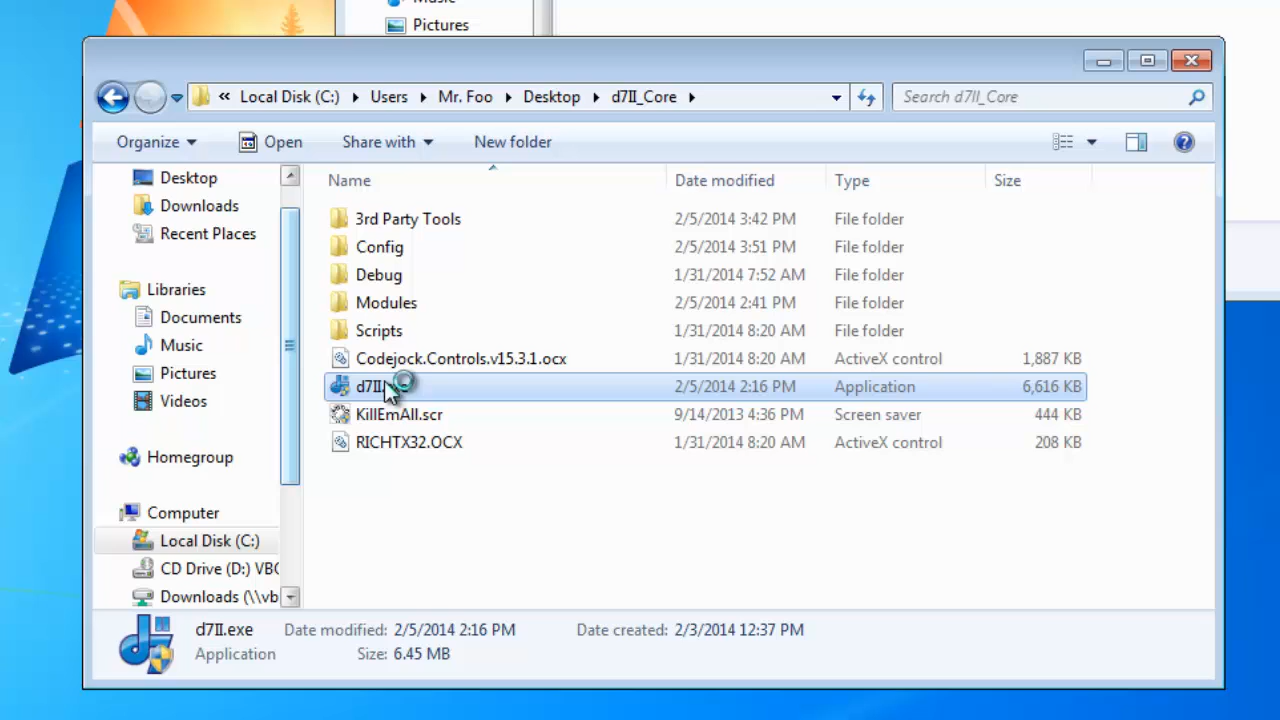 Music
Pictures
« Local Disk (C:) Users Mr. Foo Desktop d7II_Core
Search d7II_Core
Organize Open Share with New folder
Name Date modified Type Size
Desktop
Downloads
Recent Places
Libraries
Documents
Music
Pictures
Videos
Homegroup
Computer
Local Disk (C:)
CD Drive (D:) VBO
Downloads (\\vb
3rd Party Tools 2/5/2014 3:42 PM File folder
Config 2/5/2014 3:51 PM File folder
Debug 1/31/2014 7:52 AM File folder
Modules 2/5/2014 2:41 PM File folder
Scripts 1/31/2014 8:20 AM File folder
Codejock.Controls.v15.3.1.ocx 1/31/2014 8:20 AM ActiveX control 1,887 KB
d7II 2/5/2014 2:16 PM Application 6,616 KB
KillEmAll.scr 9/14/2013 4:36 PM Screen saver 444 KB
RICHTX32.OCX 1/31/2014 8:20 AM ActiveX control 208 KB
d7II.exe Date modified: 2/5/2014 2:16 PM Date created: 2/3/2014 12:37 PM
Application Size: 6.45 MB